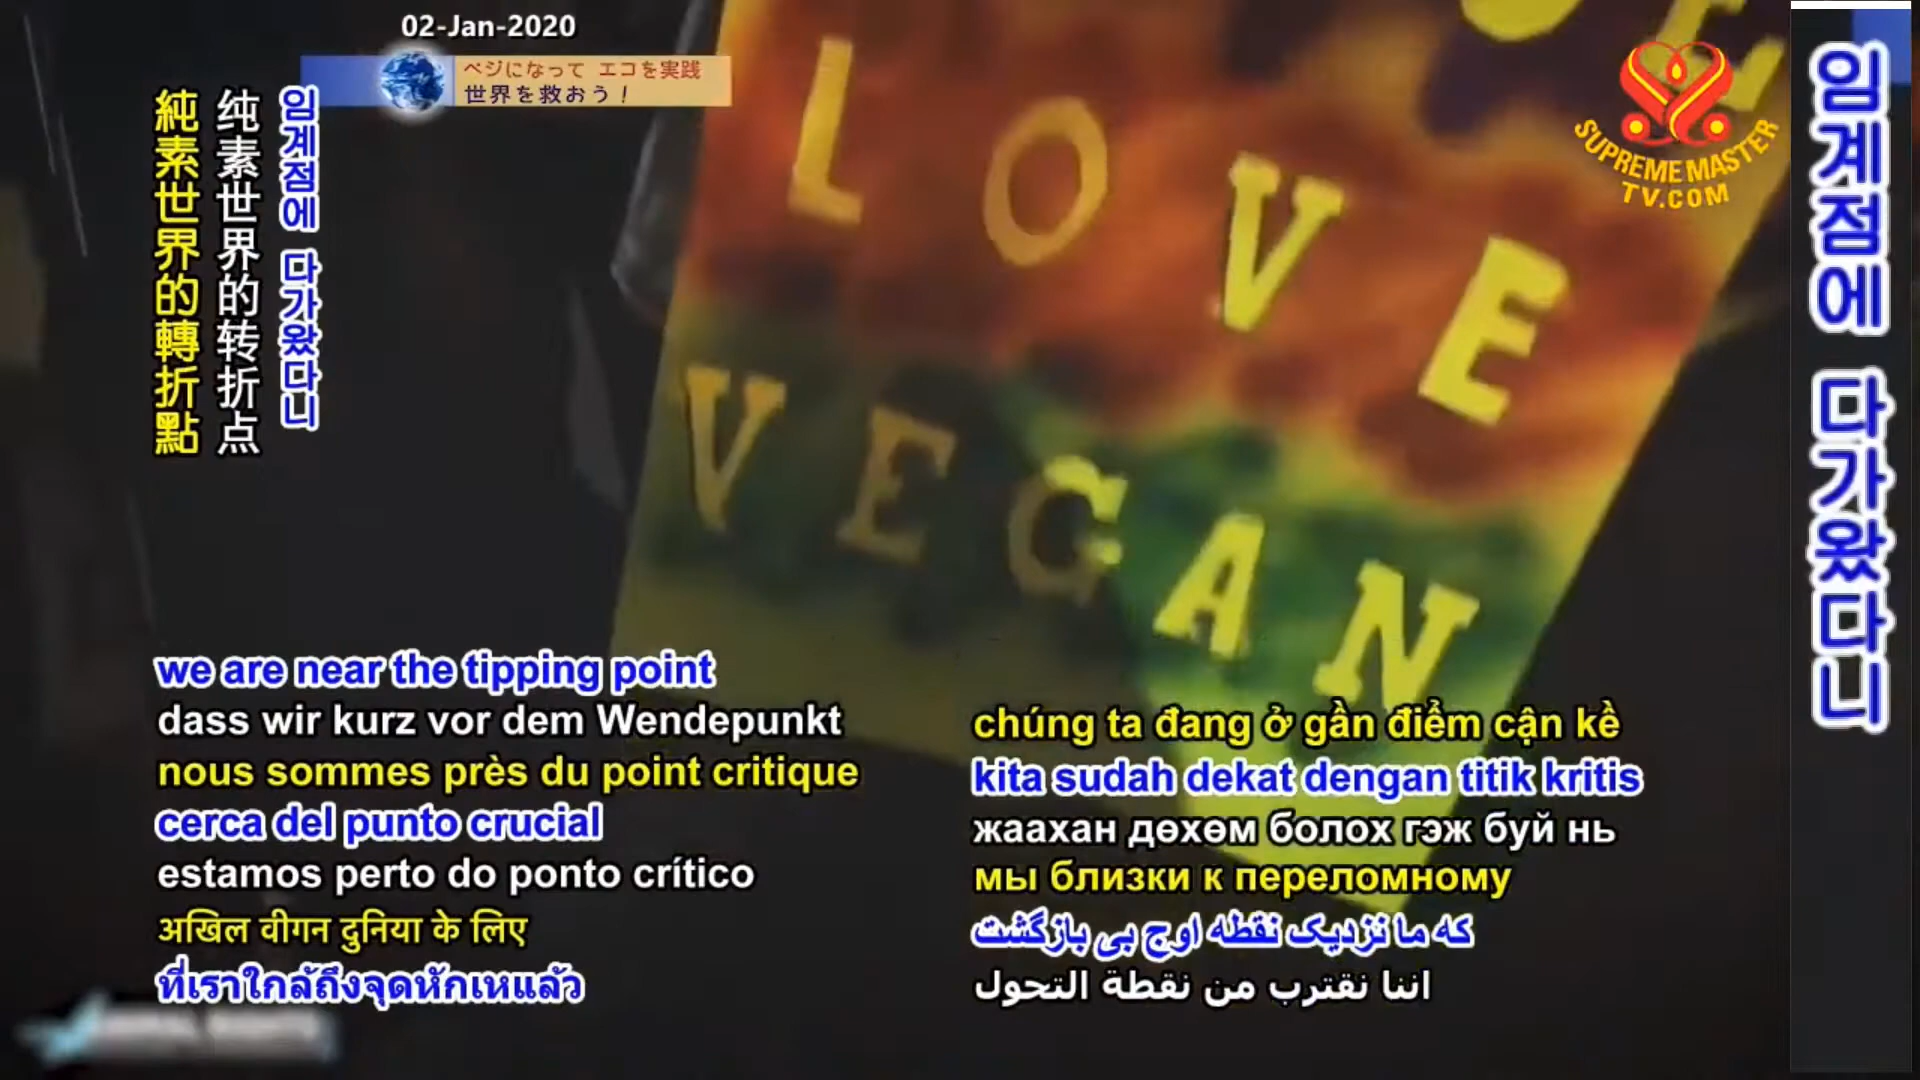 02-Jan-2020
ベジになって エコを実践
世界を救おう！
SUPREME MASTER
TV.COM
純素世界的轉折點
纯素世界的转折点
임계점에 다가왔다니
임계점에 다가왔다니
LOVE
VEGAN
we are near the tipping point
dass wir kurz vor dem Wendepunkt
nous sommes près du point critique
cerca del punto crucial
estamos perto do ponto crítico
अखिल वीगन दुनिया के लिए
ที่เราใกล้ถึงจุดหักเหแล้ว
chúng ta đang ở gần điểm cận kề
kita sudah dekat dengan titik kritis
жаахан дөхөм болох гэж буй нь
мы близки к переломному
که ما نزدیک نقطه اوج بی بازگشت
اننا نقترب من نقطة التحول